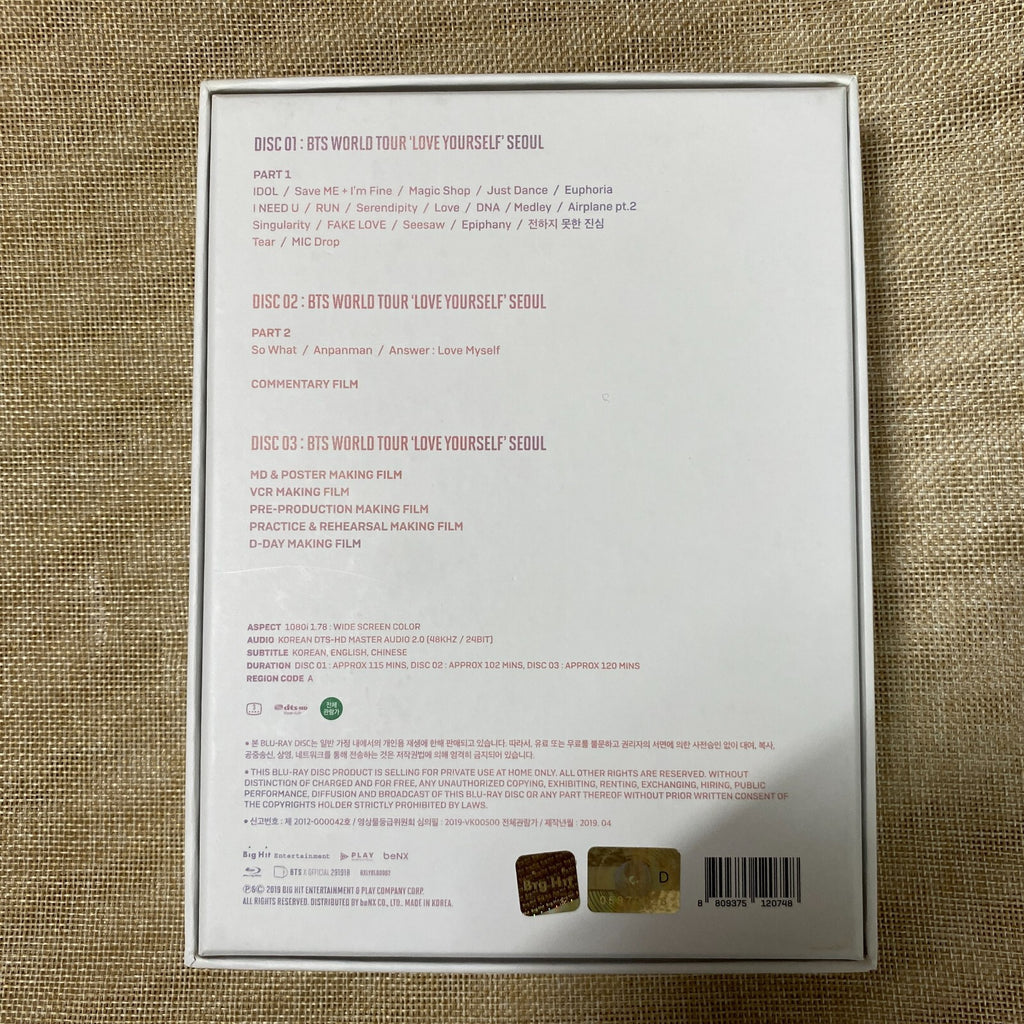 DISC 01 : BTS WORLD TOUR 'LOVE YOURSELF' SEOUL
PART 1
IDOL / Save ME + I'm Fine / Magic Shop / Just Dance / Euphoria
I NEED U / RUN / Serendipity / Love / DNA / Medley / Airplane pt.2
Singularity / FAKE LOVE / Seesaw / Epiphany / 전하지 못한 진심
Tear / MIC Drop
DISC 02 : BTS WORLD TOUR 'LOVE YOURSELF' SEOUL
PART 2
So What / Anpanman / Answer : Love Myself
COMMENTARY FILM
DISC 03 : BTS WORLD TOUR 'LOVE YOURSELF' SEOUL
MD & POSTER MAKING FILM
VCR MAKING FILM
PRE-PRODUCTION MAKING FILM
PRACTICE & REHEARSAL MAKING FILM
D-DAY MAKING FILM
ASPECT 1080i 1.78 : WIDE SCREEN COLOR
AUDIO KOREAN DTS-HD MASTER AUDIO 2.0 (48KHZ / 24BIT)
SUBTITLE KOREAN, ENGLISH, CHINESE
DURATION DISC 01 : APPROX 115 MINS, DISC 02 : APPROX 102 MINS, DISC 03 : APPROX 120 MINS
REGION CODE A
dts-HD
전체
관람가
• 본 BLU-RAY DISC는 일반 가정 내에서의 개인용 재생에 한해 판매되고 있습니다. 따라서, 유료 또는 무료를 불문하고 권리자의 서면에 의한 사전승인 없이 대여, 복사,
공중송신, 상영, 네트워크를 통해 전송하는 것은 저작권법에 의해 엄격히 금지되어 있습니다.
• THIS BLU-RAY DISC PRODUCT IS SELLING FOR PRIVATE USE AT HOME ONLY. ALL OTHER RIGHTS ARE RESERVED. WITHOUT
DISTINCTION OF CHARGED AND FOR FREE, ANY UNAUTHORIZED COPYING, EXHIBITING, RENTING, EXCHANGING, HIRING, PUBLIC
PERFORMANCE, DIFFUSION AND BROADCAST OF THIS BLU-RAY DISC OR ANY PART THEREOF WITHOUT PRIOR WRITTEN CONSENT OF
THE COPYRIGHTS HOLDER STRICTLY PROHIBITED BY LAWS.
• 신고번호 : 제 2012-000042호 / 영상물등급위원회 심의필 : 2019-VK00500 전체관람가 / 제작년월 : 2019. 04
Big Hit Entertainment PLAY beNX
BTS X OFFICIAL 29191B
Ⓟ&© 2019 BIG HIT ENTERTAINMENT & PLAY COMPANY CORP.
ALL RIGHTS RESERVED. DISTRIBUTED BY beNX CO., LTD. MADE IN KOREA.
Big Hit
D
8 809375 120748